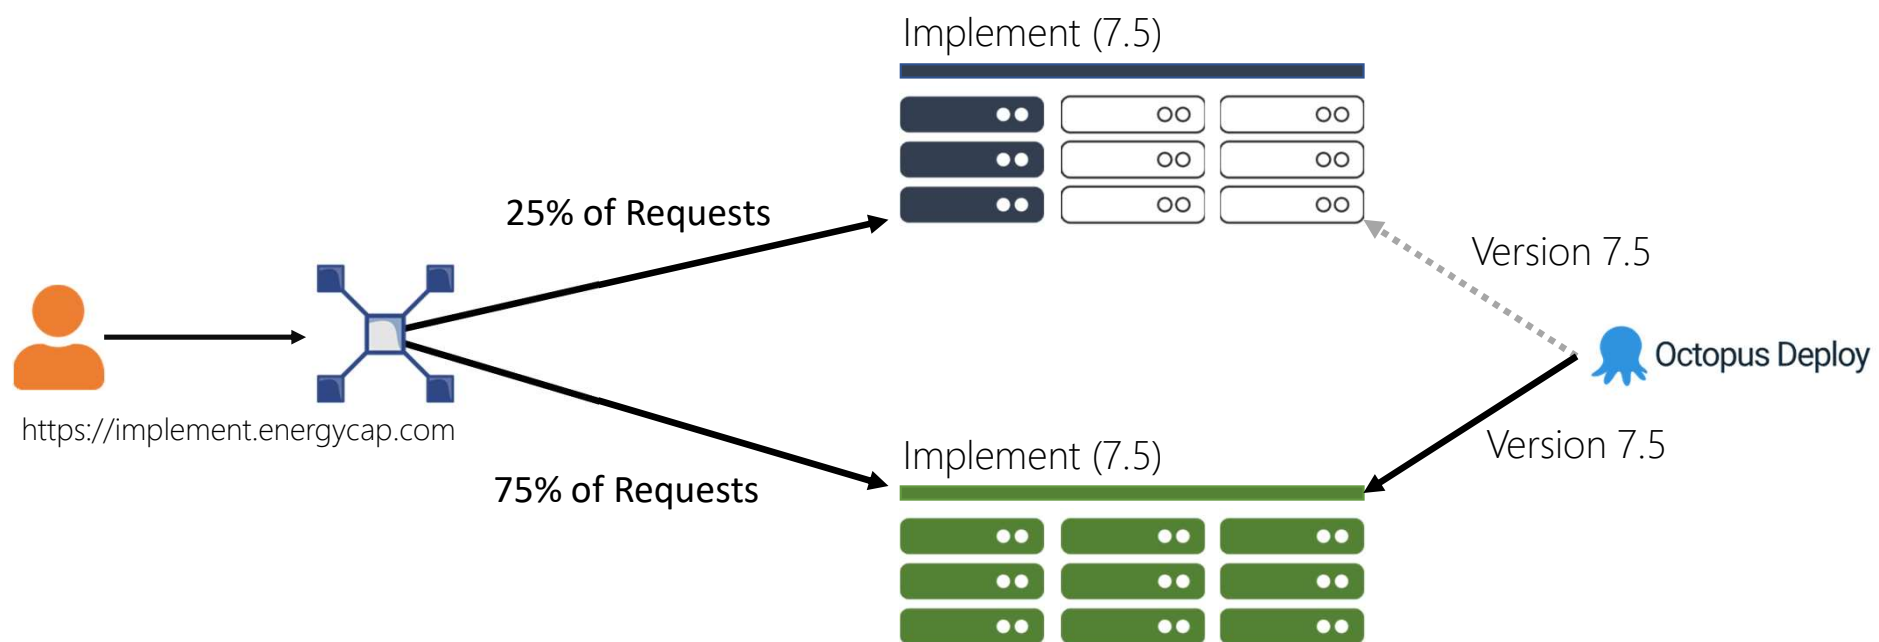 Implement (7.5)
25% of Requests
Version 7.5
Octopus Deploy
https://implement.energycap.com
Implement (7.5)
Version 7.5
75% of Requests